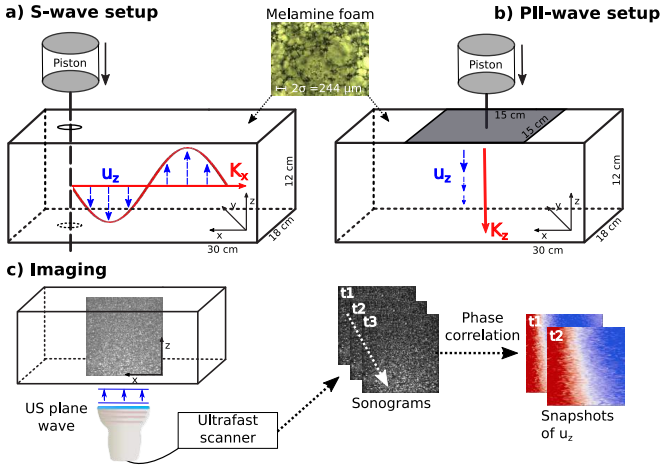 a) S-wave setup
Melamine foam
b) PII-wave setup
Piston
Piston
2σ =244 μm
15 cm
15 cm
u_z
K_x
z
y
x
12 cm
18 cm
30 cm
u_z
K_z
z
y
x
12 cm
18 cm
30 cm
c) Imaging
z
x
US plane
wave
Ultrafast
scanner
t1
t2
t3
Sonograms
Phase
correlation
t1
t2
Snapshots
of u_z